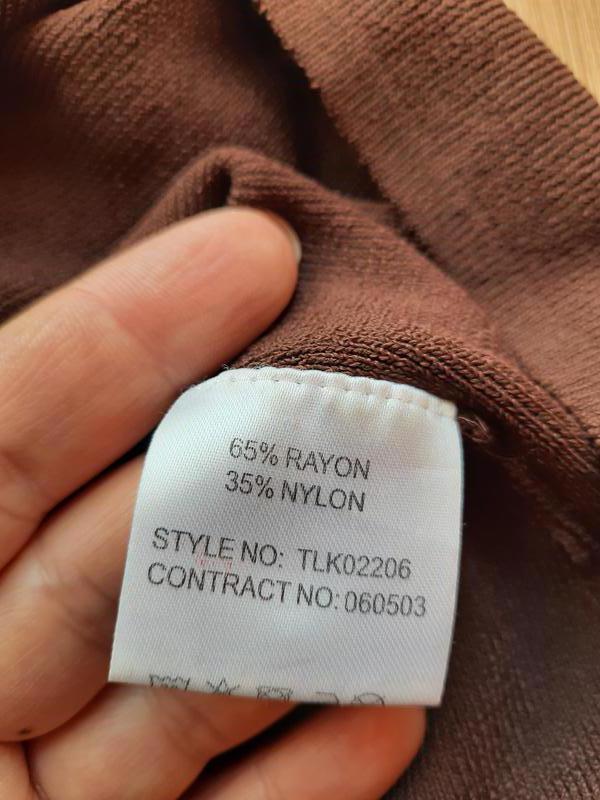 65% RAYON
35% NYLON
STYLE NO: TLK02206
CONTRACT NO: 060503